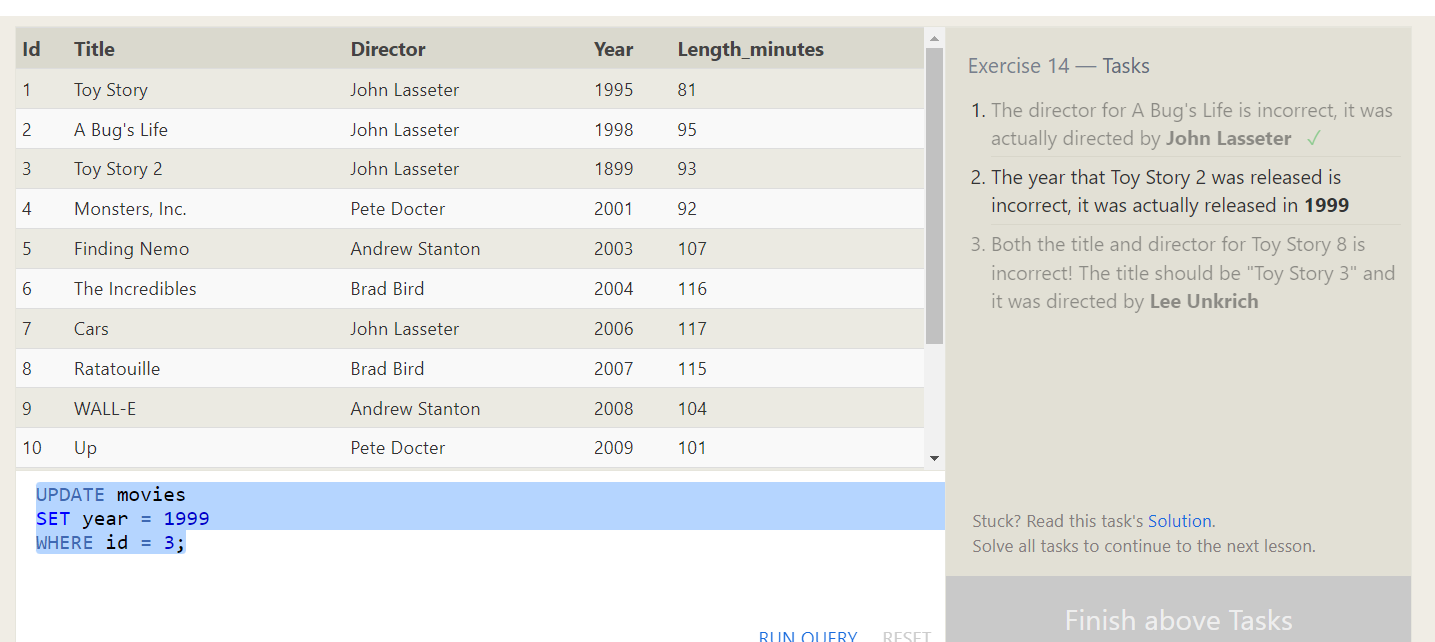 Id Title Director Year Length_minutes
1 Toy Story John Lasseter 1995 81
2 A Bug's Life John Lasseter 1998 95
3 Toy Story 2 John Lasseter 1899 93
4 Monsters, Inc. Pete Docter 2001 92
5 Finding Nemo Andrew Stanton 2003 107
6 The Incredibles Brad Bird 2004 116
7 Cars John Lasseter 2006 117
8 Ratatouille Brad Bird 2007 115
9 WALL-E Andrew Stanton 2008 104
10 Up Pete Docter 2009 101
UPDATE movies
SET year = 1999
WHERE id = 3;
RUN QUERY RESET
Exercise 14 — Tasks
1. The director for A Bug's Life is incorrect, it was
actually directed by John Lasseter ✓
2. The year that Toy Story 2 was released is
incorrect, it was actually released in 1999
3. Both the title and director for Toy Story 8 is
incorrect! The title should be "Toy Story 3" and
it was directed by Lee Unkrich
Stuck? Read this task's Solution.
Solve all tasks to continue to the next lesson.
Finish above Tasks